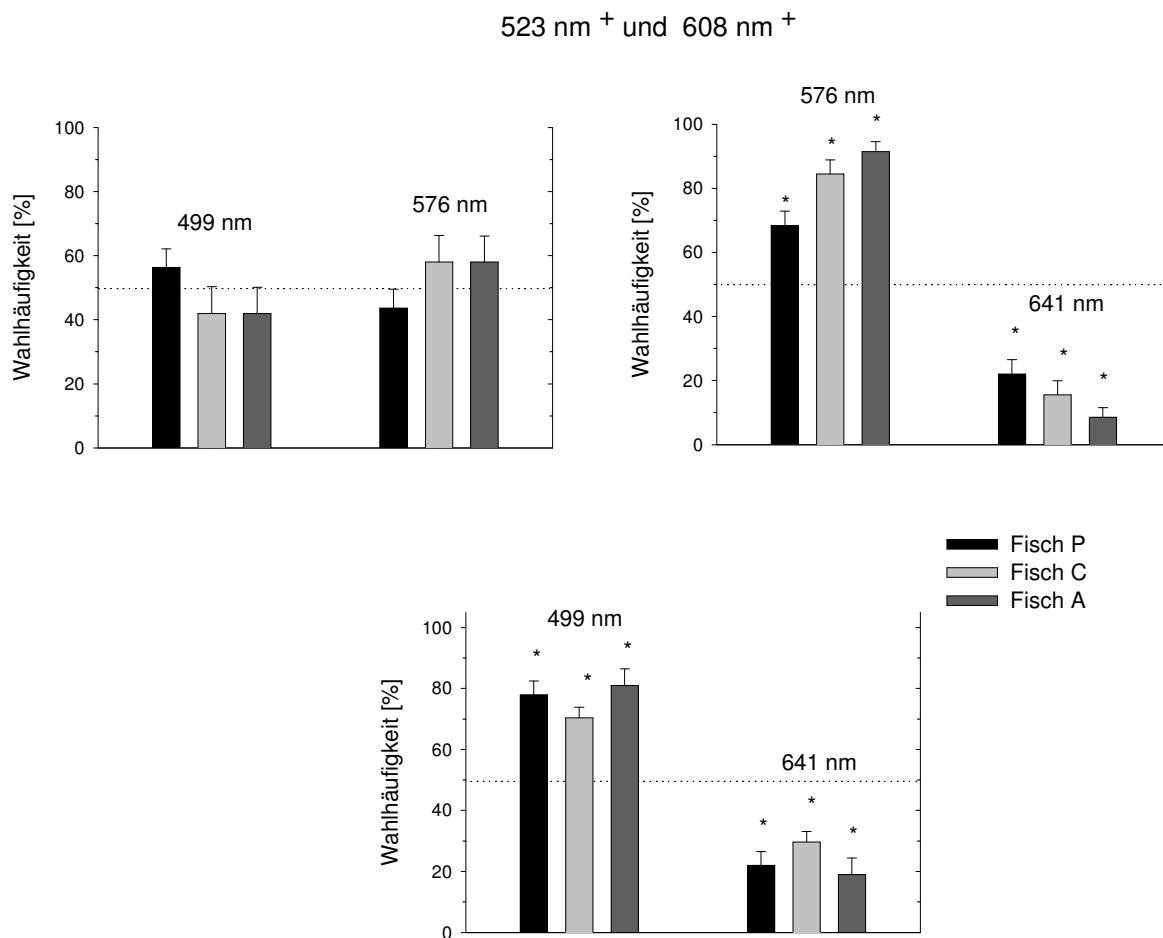 523 nm + und 608 nm +
Wahlhäufigkeit [%]
100
80
60
40
20
0
499 nm
576 nm
Wahlhäufigkeit [%]
100
80
60
40
20
0
576 nm
* * *
641 nm
* * *
Fisch P
Fisch C
Fisch A
Wahlhäufigkeit [%]
100
80
60
40
20
0
499 nm
* * *
641 nm
* * *